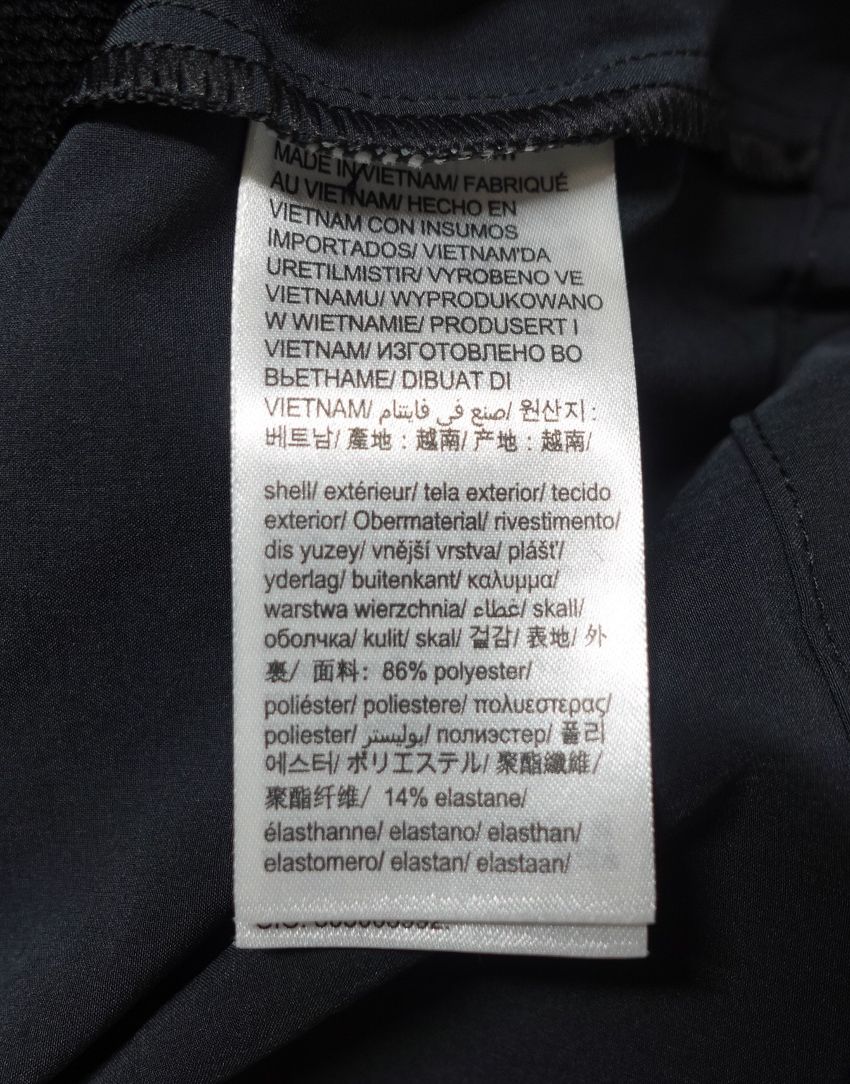 MADE IN VIETNAM/ FABRIQUÉ
AU VIETNAM/ HECHO EN
VIETNAM CON INSUMOS
IMPORTADOS/ VIETNAM'DA
URETILMISTIR/ VYROBENO VE
VIETNAMU/ WYPRODUKOWANO
W WIETNAMIE/ PRODUSERT I
VIETNAM/ ИЗГОТОВЛЕНО ВО
ВЬЕТНАМЕ/ DIBUAT DI
VIETNAM/ صنع في فايتنام/ 원산지 :
베트남/ 產地 : 越南/ 产地 : 越南/
shell/ extérieur/ tela exterior/ tecido
exterior/ Obermaterial/ rivestimento/
dis yuzey/ vnější vrstva/ plášť/
yderlag/ buitenkant/ καλυμμα/
warstwa wierzchnia/ غطاء/ skall/
оболчка/ kulit/ skal/ 겉감/ 表地/ 外
裏/ 面料: 86% polyester/
poliéster/ poliestere/ πολυεστερας/
poliester/ بوليستر/ полиэстер/ 폴리
에스터/ ポリエステル/ 聚酯纖維/
聚酯纤维/ 14% elastane/
élasthanne/ elastano/ elasthan/
elastomero/ elastan/ elastaan/